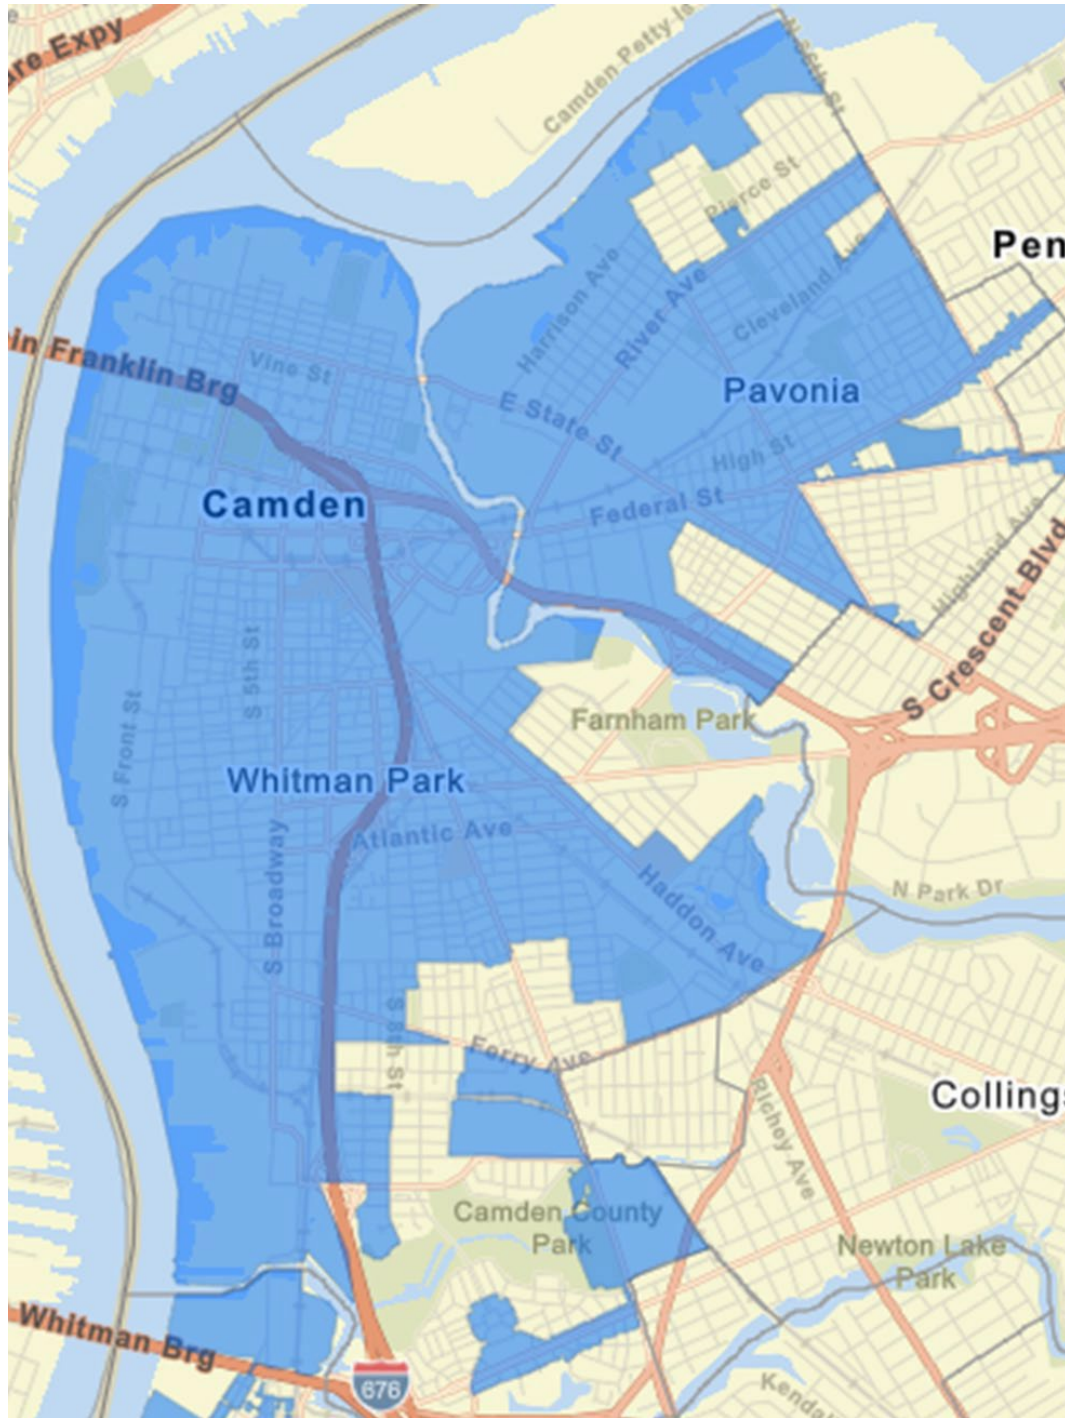 are Expy
Camden Petty Is
N 36th St
Pierce St
Pen
Harrison Ave
River Ave
Cleveland Ave
in Franklin Brg
Vine St
Pavonia
E State St
High St
Camden
Federal St
Highland Ave
S Crescent Blvd
S 5th St
S Front St
Farnham Park
Whitman Park
Atlantic Ave
S Broadway
Haddon Ave
N Park Dr
S 8th St
Ferry Ave
Collings
Richey Ave
Camden County
Park
Newton Lake
Park
Whitman Brg
676